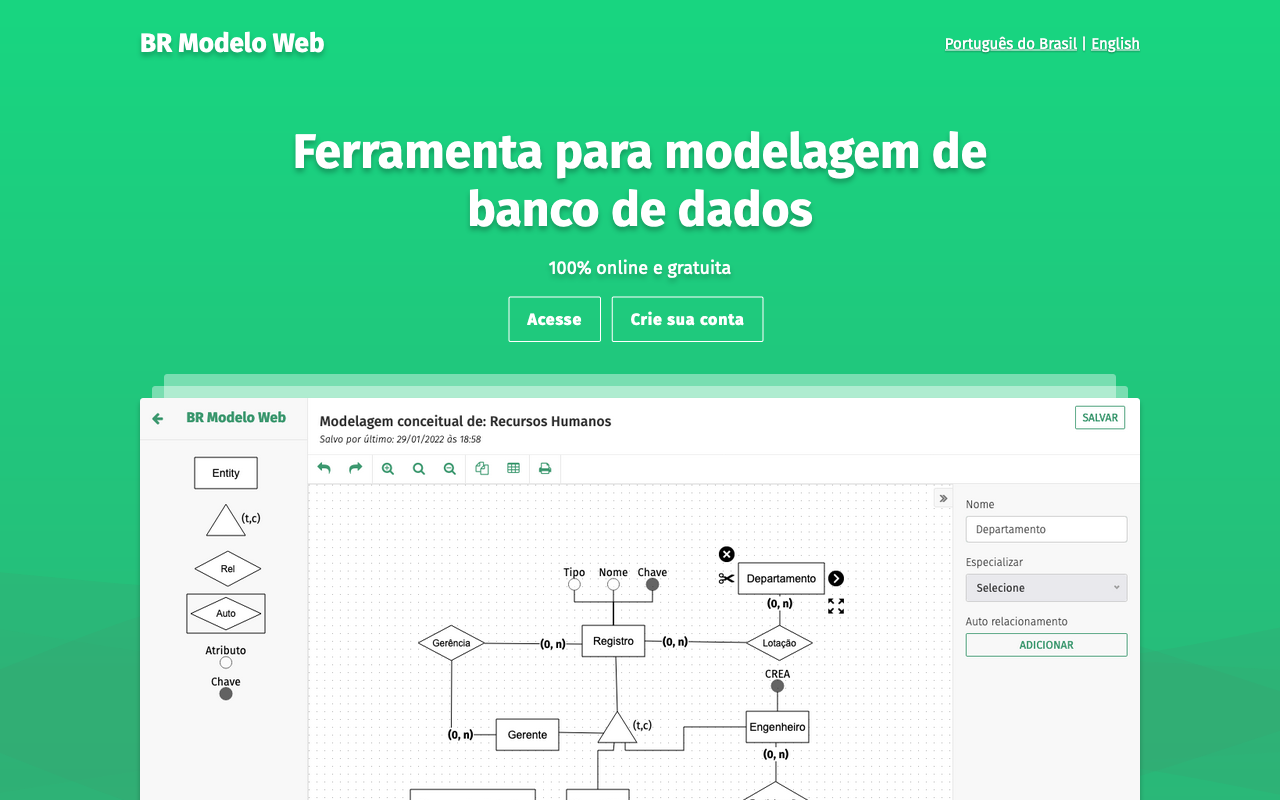 BR Modelo Web
Português do Brasil | English
Ferramenta para modelagem de
banco de dados
100% online e gratuita
Acesse
Crie sua conta
BR Modelo Web
Modelagem conceitual de: Recursos Humanos
Salvo por último: 29/01/2022 às 18:58
SALVAR
Entity
(t,c)
Rel
Auto
Atributo
Chave
Tipo
Nome
Chave
Departamento
(0, n)
Gerência
(0, n)
Registro
(0, n)
Lotação
CREA
(0, n)
Gerente
(t,c)
Engenheiro
(0, n)
Nome
Departamento
Especializar
Selecione
Auto relacionamento
ADICIONAR